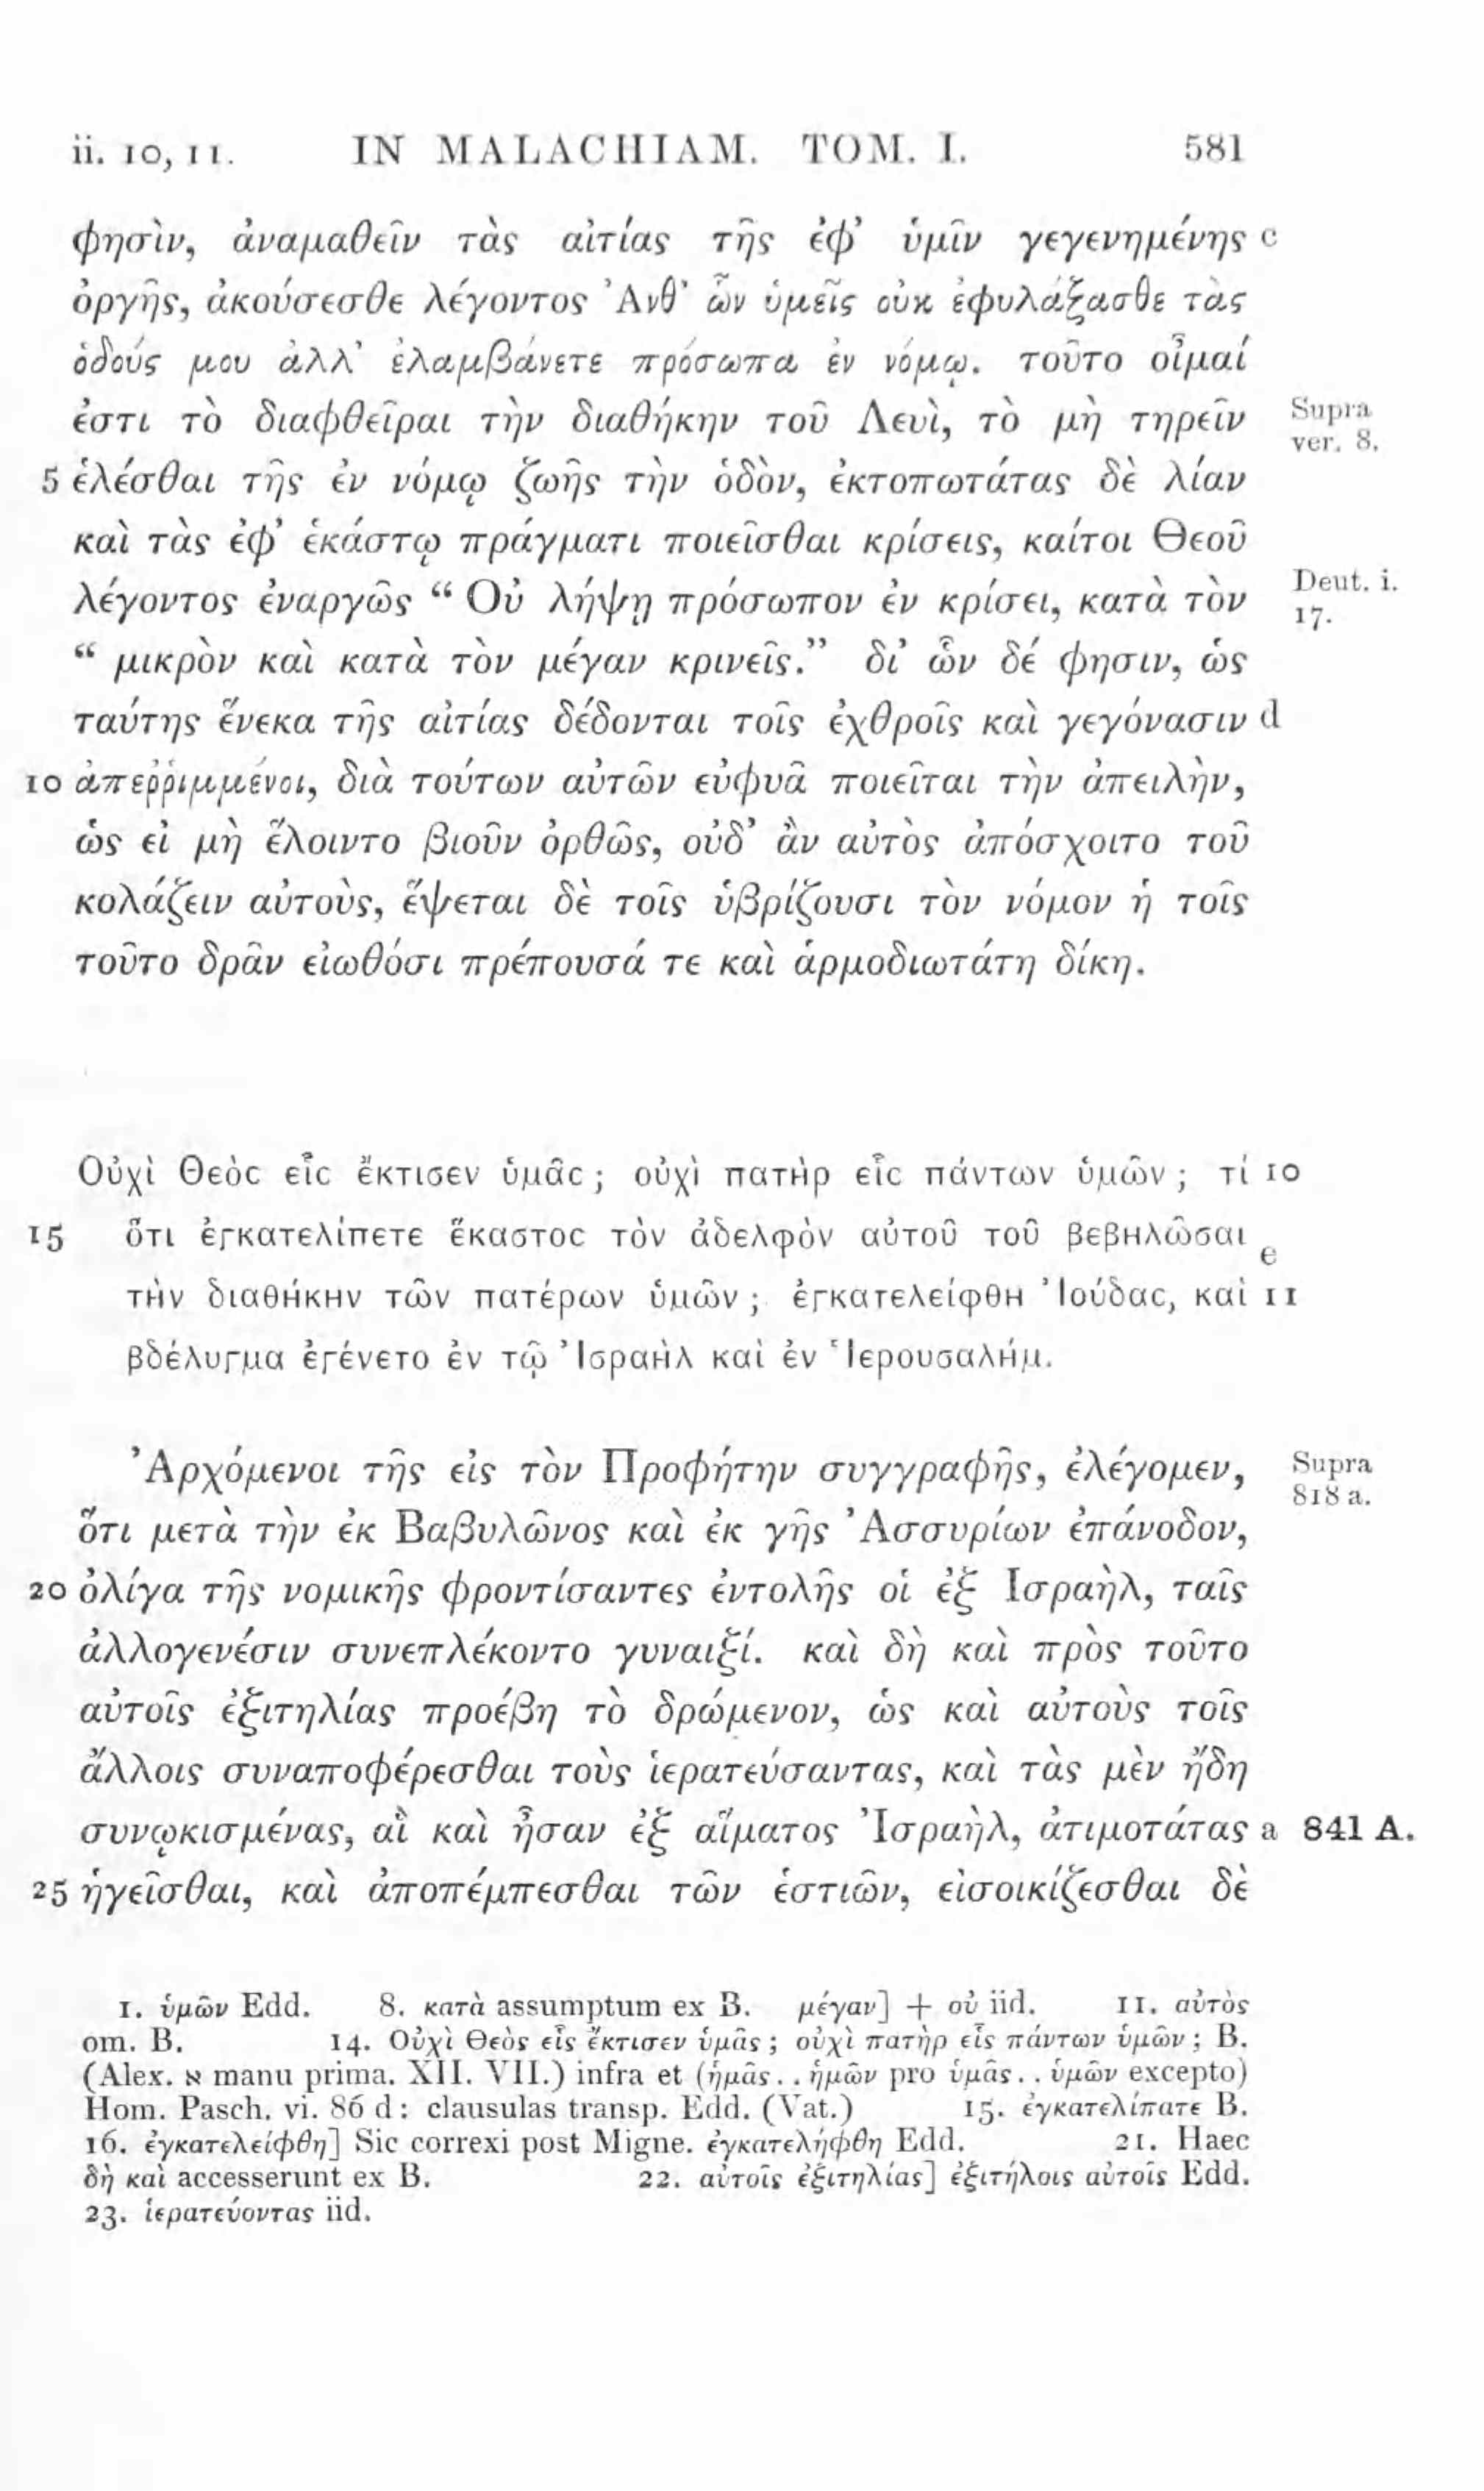 ii. 10, 11. IN MALACHIAM. TOM. I. 581
φησὶν, ἀναμαθεῖν τὰς αἰτίας τῆς ἐφ’ ὑμῖν γεγενημένης c
ὀργῆς, ἀκούσεσθε λέγοντος Ἀνθ’ ὧν ὑμεῖς οὐκ ἐφυλάξασθε τὰς
ὁδούς μου ἀλλ’ ἐλαμβάνετε πρόσωπα ἐν νόμῳ. τοῦτο οἶμαί
ἐστι τὸ διαφθεῖραι τὴν διαθήκην τοῦ Λευὶ, τὸ μὴ τηρεῖν Supra ver. 8.
5 ἑλέσθαι τῆς ἐν νόμῳ ζωῆς τὴν ὁδὸν, ἐκτοπωτάτας δὲ λίαν
καὶ τὰς ἐφ’ ἑκάστῳ πράγματι ποιεῖσθαι κρίσεις, καίτοι Θεοῦ
λέγοντος ἐναργῶς “ Οὐ λήψῃ πρόσωπον ἐν κρίσει, κατὰ τὸν Deut. i. 17.
“ μικρὸν καὶ κατὰ τὸν μέγαν κρινεῖς.” δι’ ὧν δέ φησιν, ὡς
ταύτης ἕνεκα τῆς αἰτίας δέδονται τοῖς ἐχθροῖς καὶ γεγόνασιν d
10 ἀπεῤῥιμμένοι, διὰ τούτων αὐτῶν εὐφυᾶ ποιεῖται τὴν ἀπειλὴν,
ὡς εἰ μὴ ἕλοιντο βιοῦν ὀρθῶς, οὐδ’ ἂν αὐτὸς ἀπόσχοιτο τοῦ
κολάζειν αὐτοὺς, ἕψεται δὲ τοῖς ὑβρίζουσι τὸν νόμον ἡ τοῖς
τοῦτο δρᾶν εἰωθόσι πρέπουσά τε καὶ ἁρμοδιωτάτη δίκη.
Οὐχὶ Θεὸς εἷς ἔκτισεν ὑμᾶς ; οὐχὶ πατὴρ εἷς πάντων ὑμῶν ; τί 10
15 ὅτι ἐγκατελίπετε ἕκαστος τὸν ἀδελφὸν αὐτοῦ τοῦ βεβηλῶσαι e
τὴν διαθήκην τῶν πατέρων ὑμῶν ; ἐγκατελείφθη Ἰούδας, καὶ 11
βδέλυγμα ἐγένετο ἐν τῷ Ἰσραὴλ καὶ ἐν Ἱερουσαλήμ.
Ἀρχόμενοι τῆς εἰς τὸν Προφήτην συγγραφῆς, ἐλέγομεν, Supra 818 a.
ὅτι μετὰ τὴν ἐκ Βαβυλῶνος καὶ ἐκ γῆς Ἀσσυρίων ἐπάνοδον,
20 ὀλίγα τῆς νομικῆς φροντίσαντες ἐντολῆς οἱ ἐξ Ἰσραὴλ, ταῖς
ἀλλογενέσιν συνεπλέκοντο γυναιξί. καὶ δὴ καὶ πρὸς τοῦτο
αὐτοῖς ἐξιτηλίας προέβη τὸ δρώμενον, ὡς καὶ αὐτοὺς τοῖς
ἄλλοις συναποφέρεσθαι τοὺς ἱερατεύσαντας, καὶ τὰς μὲν ἤδη
συνῳκισμένας, αἳ καὶ ἦσαν ἐξ αἵματος Ἰσραὴλ, ἀτιμοτάτας a 841 A.
25 ἡγεῖσθαι, καὶ ἀποπέμπεσθαι τῶν ἑστιῶν, εἰσοικίζεσθαι δὲ
1. ὑμῶν Edd. 8. κατὰ assumptum ex B. μέγαν] + οὐ iid. 11. αὐτὸς
om. B. 14. Οὐχὶ Θεὸς εἷς ἔκτισεν ὑμᾶς ; οὐχὶ πατὴρ εἷς πάντων ὑμῶν ; B.
(Alex. א manu prima. XII. VII.) infra et (ἡμᾶς . . ἡμῶν pro ὑμᾶς . . ὑμῶν excepto)
Hom. Pasch. vi. 86 d : clausulas transp. Edd. (Vat.) 15. ἐγκατελίπατε B.
16. ἐγκατελείφθη] Sic correxi post Migne. ἐγκατελήφθη Edd. 21. Haec
δὴ καὶ accesserunt ex B. 22. αὐτοῖς ἐξιτηλίας] ἐξιτήλοις αὐτοῖς Edd.
23. ἱερατεύοντας iid.